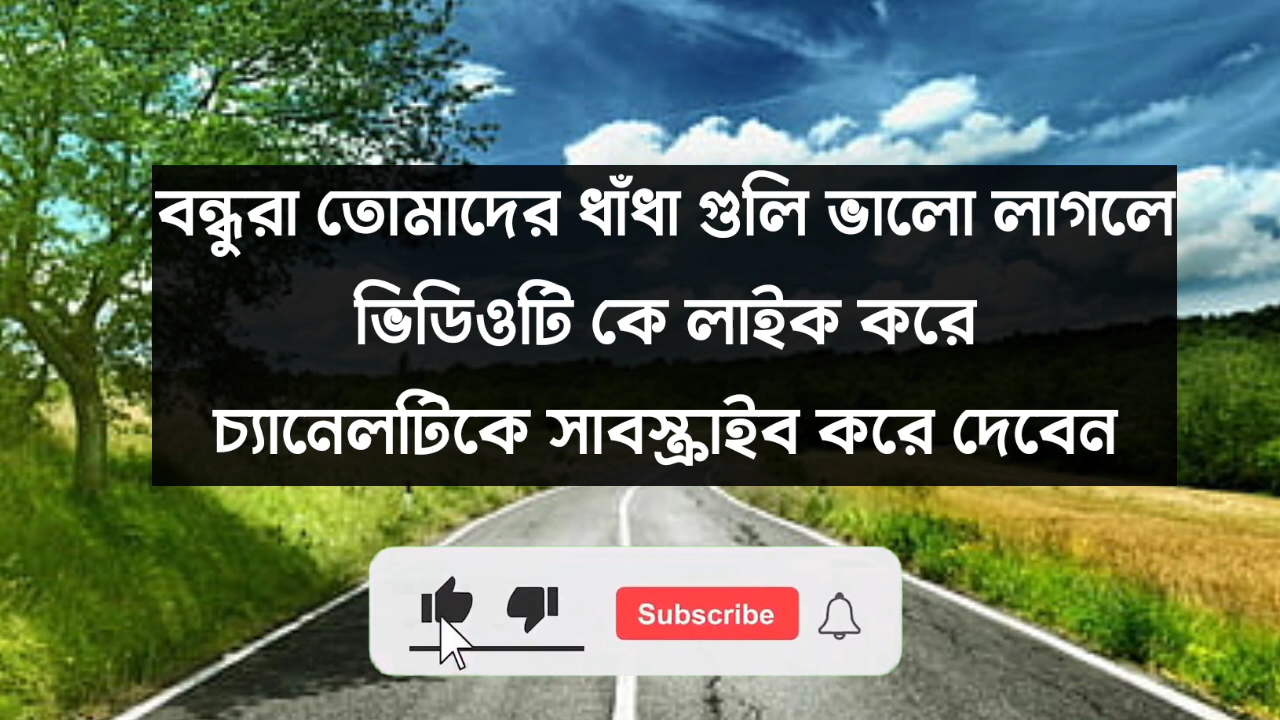 বন্ধুরা তোমাদের ধাঁধা গুলি ভালো লাগলে
ভিডিওটি কে লাইক করে
চ্যানেলটিকে সাবস্ক্রাইব করে দেবেন
Subscribe